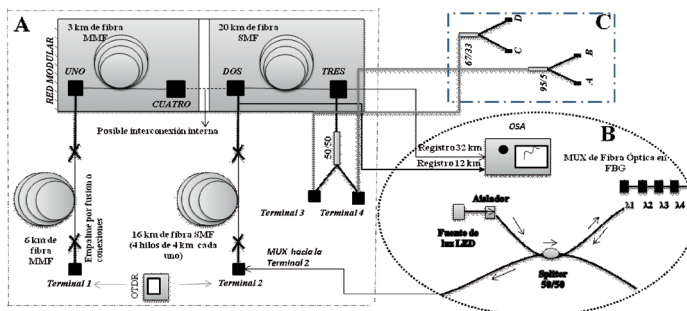 A
3 km de fibra
MMF
20 km de fibra
SMF
RED MODULAR
UNO
CUATRO
DOS
TRES
Posible interconexión interna
50/50
6 km de
fibra
MMF
Empalme por fusion o
conexiones
16 km de fibra SMF
(4 hilos de 4 km cada
uno)
Terminal 3
Terminal 4
Terminal 1
OTDR
Terminal 2
MUX hacia la
Terminal 2
C
D
C
67/33
B
A
95/5
OSA
Registro 32 km
Registro 12 km
B
MUX de Fibra Óptica en
FBG
λ1 λ2 λ3 λ4
Aislador
Fuente de
luz LED
Spliter
50/50